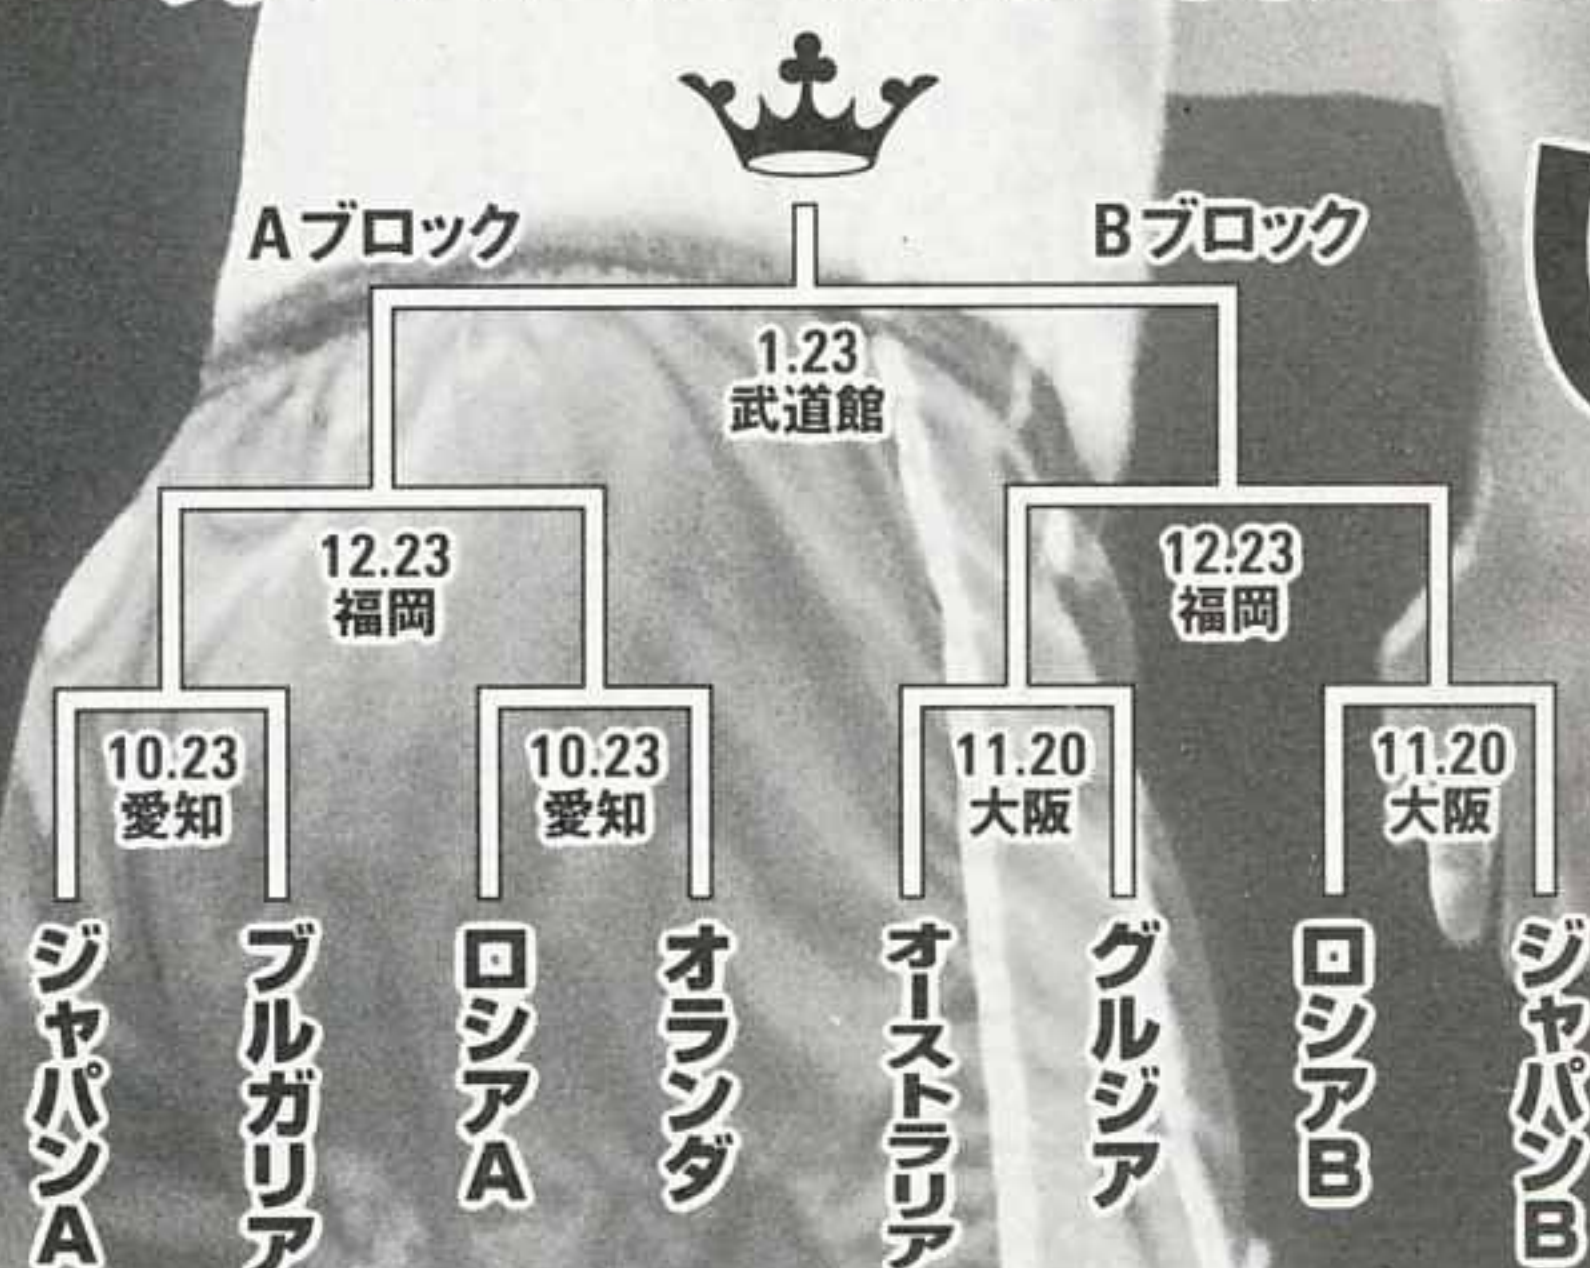 Aブロック
Bブロック
1.23
武道館
12.23
福岡
12.23
福岡
10.23
愛知
10.23
愛知
11.20
大阪
11.20
大阪
ジャパンA
ブルガリア
ロシアA
オランダ
オーストラリア
グルジア
ロシアB
ジャパンB